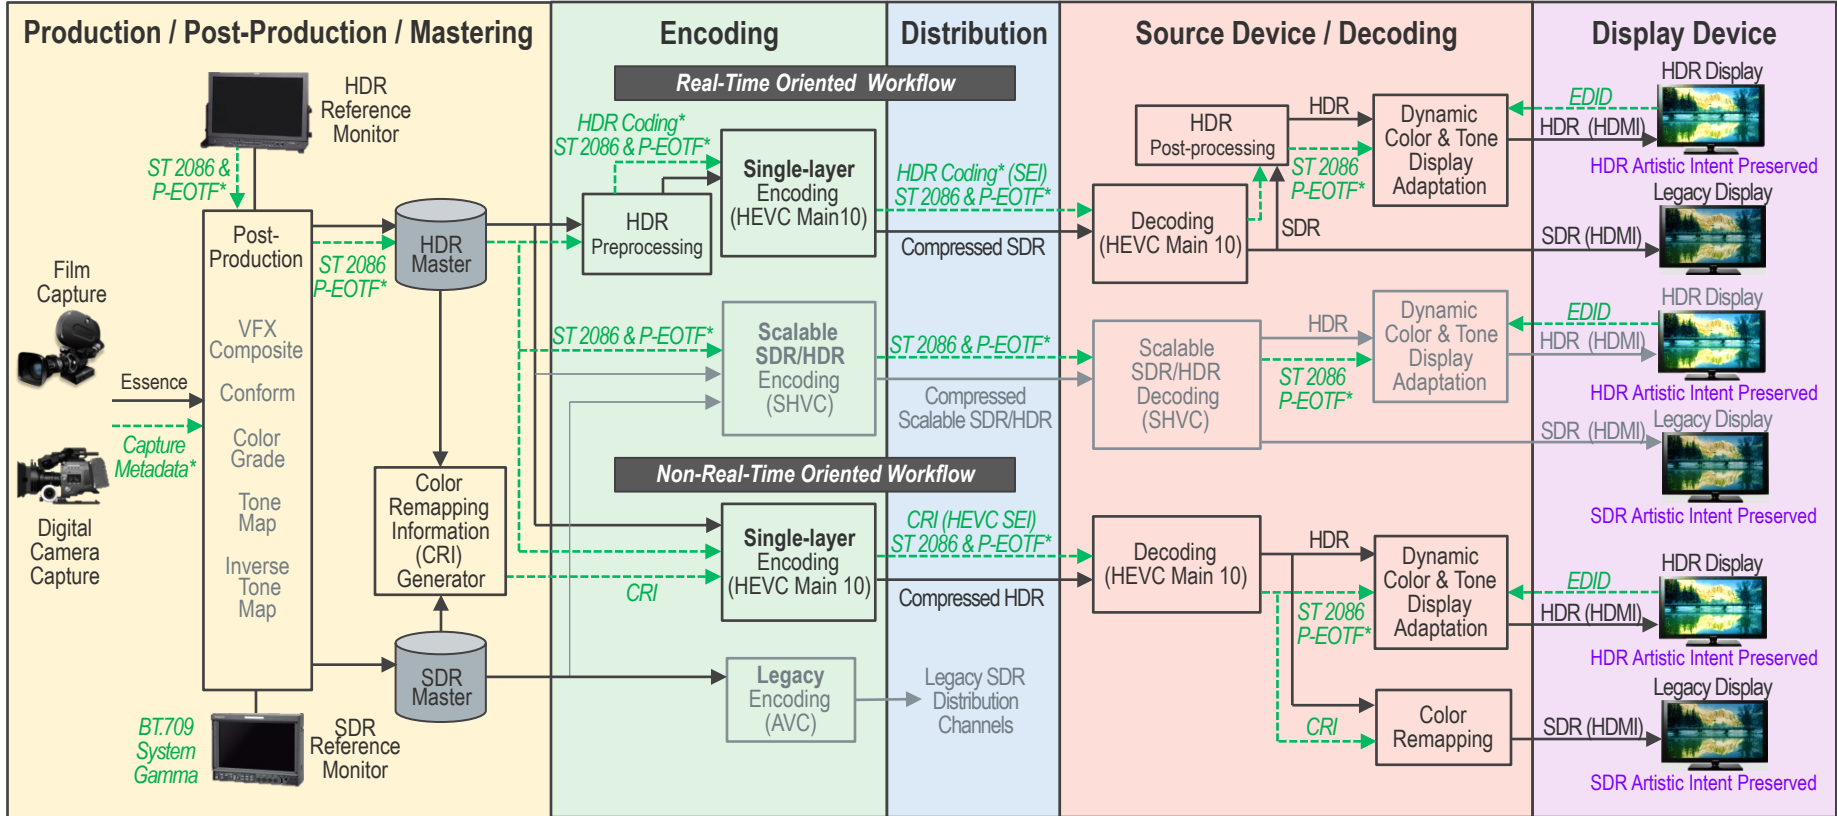 Production / Post-Production / Mastering
HDR
Reference
Monitor
ST 2086 &
P-EOTF*
Post-
Production
VFX
Composite
Conform
Color
Grade
Tone
Map
Inverse
Tone
Map
Film
Capture
Essence
Capture
Metadata*
Digital
Camera
Capture
ST 2086
P-EOTF*
HDR
Master
Color
Remapping
Information
(CRI)
Generator
SDR
Master
BT.709
System
Gamma
SDR
Reference
Monitor
Encoding
Distribution
Real-Time Oriented Workflow
HDR Coding*
ST 2086 & P-EOTF*
HDR
Preprocessing
Single-layer
Encoding
(HEVC Main10)
HDR Coding* (SEI)
ST 2086 & P-EOTF*
Compressed SDR
ST 2086 & P-EOTF*
Scalable
SDR/HDR
Encoding
(SHVC)
ST 2086 & P-EOTF*
Compressed
Scalable SDR/HDR
Non-Real-Time Oriented Workflow
CRI
Single-layer
Encoding
(HEVC Main 10)
CRI (HEVC SEI)
ST 2086 & P-EOTF*
Compressed HDR
Legacy
Encoding
(AVC)
Legacy SDR
Distribution
Channels
Source Device / Decoding
HDR
Post-processing
HDR
ST 2086
P-EOTF*
Dynamic
Color & Tone
Display
Adaptation
Decoding
(HEVC Main 10)
SDR
Scalable
SDR/HDR
Decoding
(SHVC)
HDR
ST 2086
P-EOTF*
Dynamic
Color & Tone
Display
Adaptation
Decoding
(HEVC Main 10)
HDR
ST 2086
P-EOTF*
Dynamic
Color & Tone
Display
Adaptation
CRI
Color
Remapping
Display Device
HDR Display
EDID
HDR (HDMI)
HDR Artistic Intent Preserved
Legacy Display
SDR (HDMI)
HDR Display
EDID
HDR (HDMI)
HDR Artistic Intent Preserved
Legacy Display
SDR (HDMI)
SDR Artistic Intent Preserved
HDR Display
EDID
HDR (HDMI)
HDR Artistic Intent Preserved
Legacy Display
SDR (HDMI)
SDR Artistic Intent Preserved